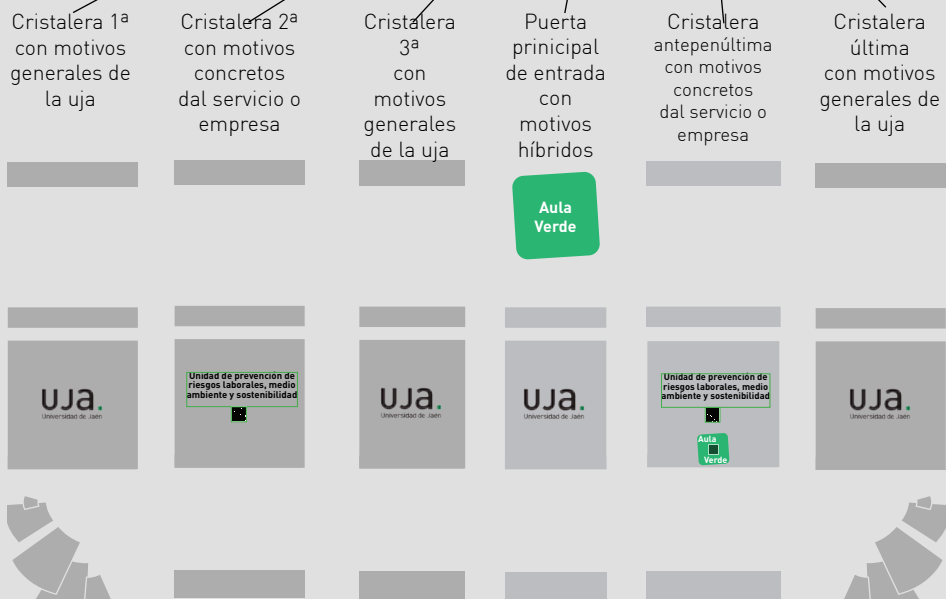 Cristalera 1ª
con motivos
generales de
la uja
Cristalera 2ª
con motivos
concretos
dal servicio o
empresa
Cristalera
3ª
con
motivos
generales
de la uja
Puerta
prinicipal
de entrada
con
motivos
híbridos
Cristalera
antepenúltima
con motivos
concretos
dal servicio o
empresa
Cristalera
última
con motivos
generales de
la uja
Aula
Verde
uja.
Universidad de Jaén
Unidad de prevención de
riesgos laborales, medio
ambiente y sostenibilidad
uja.
Universidad de Jaén
uja.
Universidad de Jaén
Unidad de prevención de
riesgos laborales, medio
ambiente y sostenibilidad
Aula
Verde
uja.
Universidad de Jaén